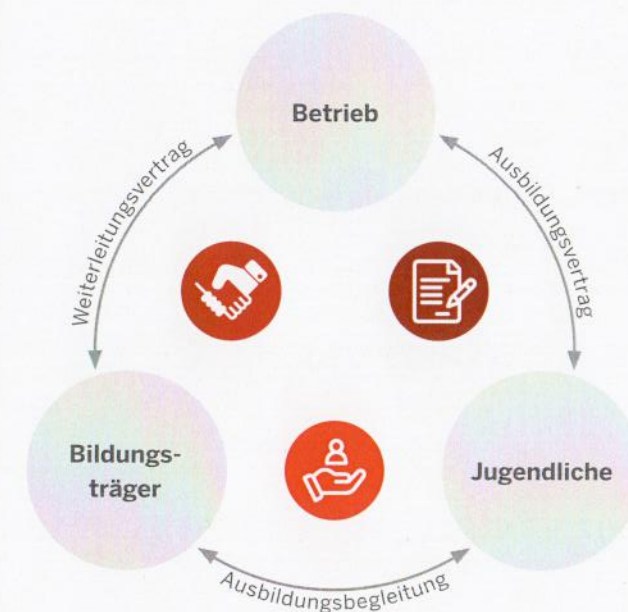 Betrieb
Weiterleitungsvertrag
Ausbildungsvertrag
Bildungs-
träger
Jugendliche
Ausbildungsbegleitung